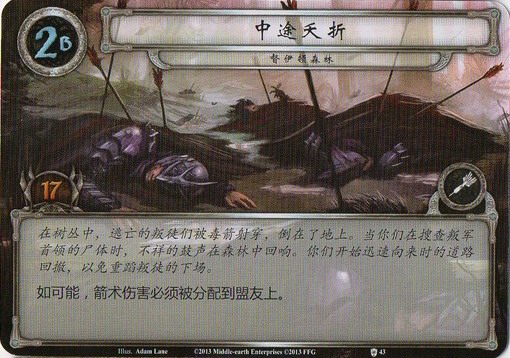 2B
中途夭折
督伊顿森林
17
在树丛中，逃亡的叛徒们被毒箭射穿，倒在了地上。当你们在搜查叛军
首领的尸体时，不祥的鼓声在森林中回响。你们开始迅速向来时的道路
回撤，以免重蹈叛徒的下场。
如可能，箭术伤害必须被分配到盟友上。
Illus. Adam Lane
©2013 Middle-earth Enterprises ©2013 FFG
43